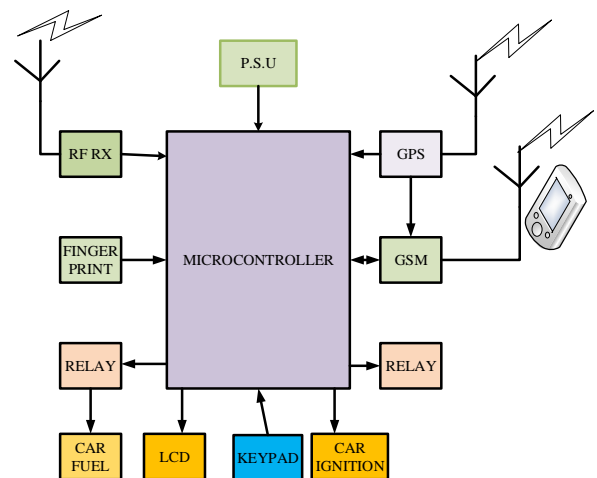 P.S.U
RF RX
GPS
FINGER
PRINT
MICROCONTROLLER
GSM
RELAY
RELAY
CAR
FUEL
LCD
KEYPAD
CAR
IGNITION